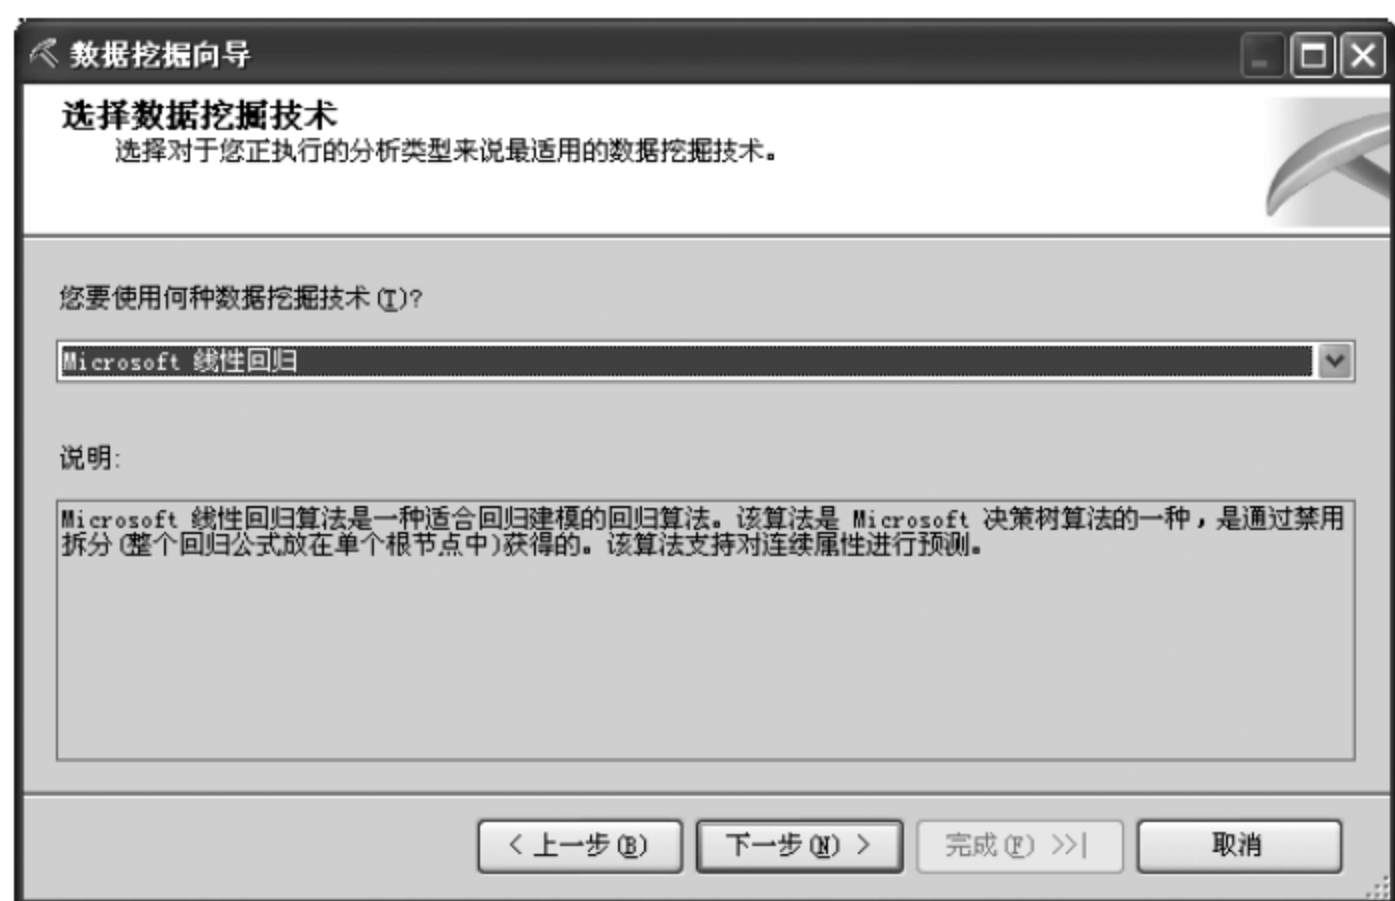 数据挖掘向导
选择数据挖掘技术
选择对于您正执行的分析类型来说最适用的数据挖掘技术。
您要使用何种数据挖掘技术(T)?
Microsoft 线性回归
说明:
Microsoft 线性回归算法是一种适合回归建模的回归算法。该算法是 Microsoft 决策树算法的一种，是通过禁用
拆分(整个回归公式放在单个根节点中)获得的。该算法支持对连续属性进行预测。
< 上一步(B)
下一步(N) >
完成(F) >>|
取消